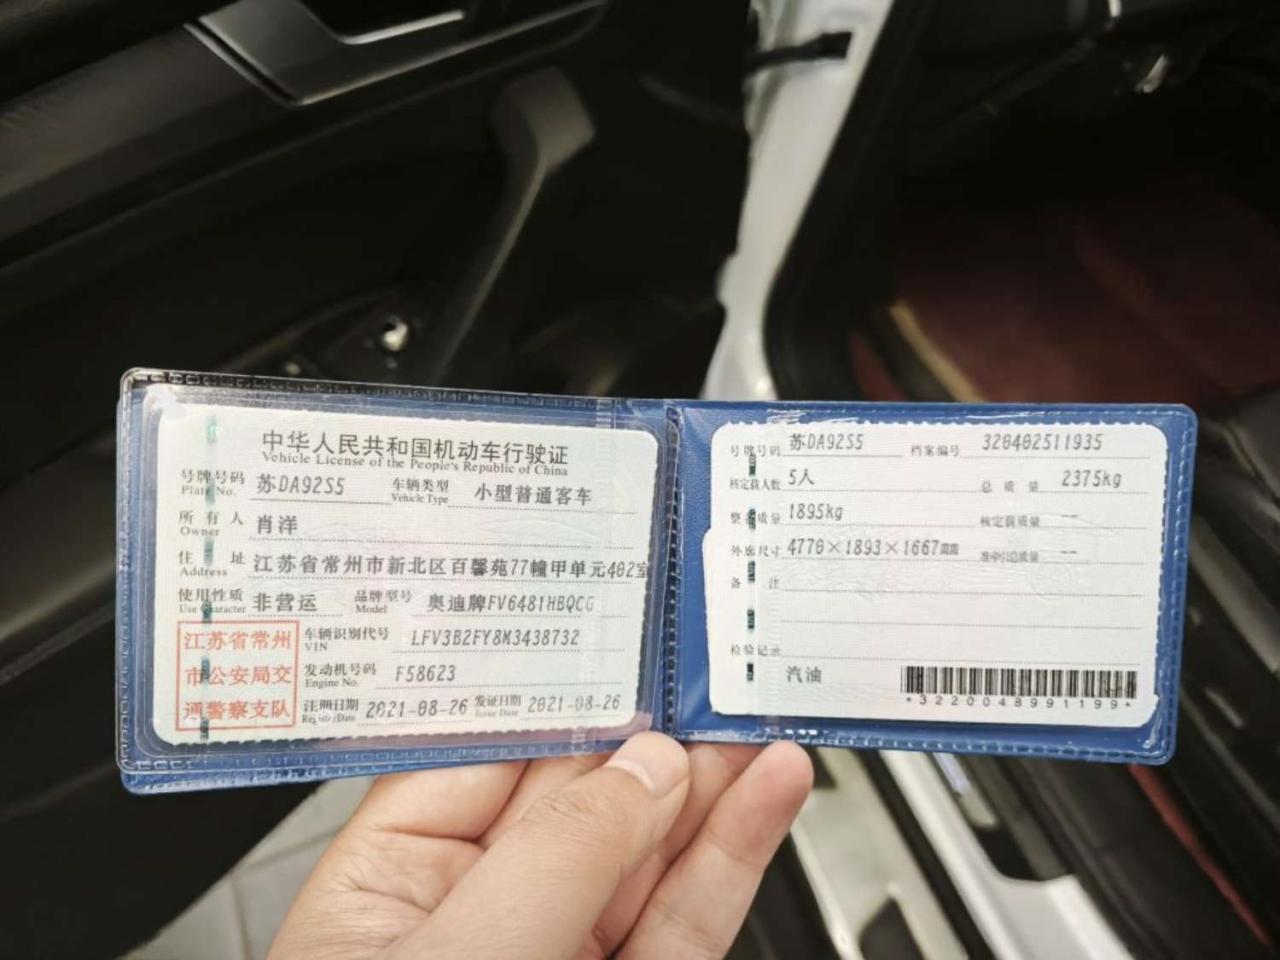 中华人民共和国机动车行驶证
Vehicle License of the People's Republic of China
号牌号码 苏DA92S5 车辆类型 小型普通客车
Plate No. Vehicle Type
所有人 肖洋
Owner
住址 江苏省常州市新北区百馨苑77幢甲单元402室
Address
使用性质 非营运 品牌型号 奥迪牌FV6481HBQCG
Use Character Model
江苏省常州
市公安局交
通警察支队
车辆识别代号 LFV3B2FY8M3438732
VIN
发动机号码 F58623
Engine No.
注册日期 2021-08-26 发证日期 2021-08-26
Register Date Issue Date
号牌号码 苏DA92S5 档案编号 320402511935
核定载人数 5人 总质量 2375kg
整备质量 1895kg 核定载质量 --
外廓尺寸 4770×1893×1667mm 准牵引总质量 --
备注
检验记录
汽油
*3220048991199*